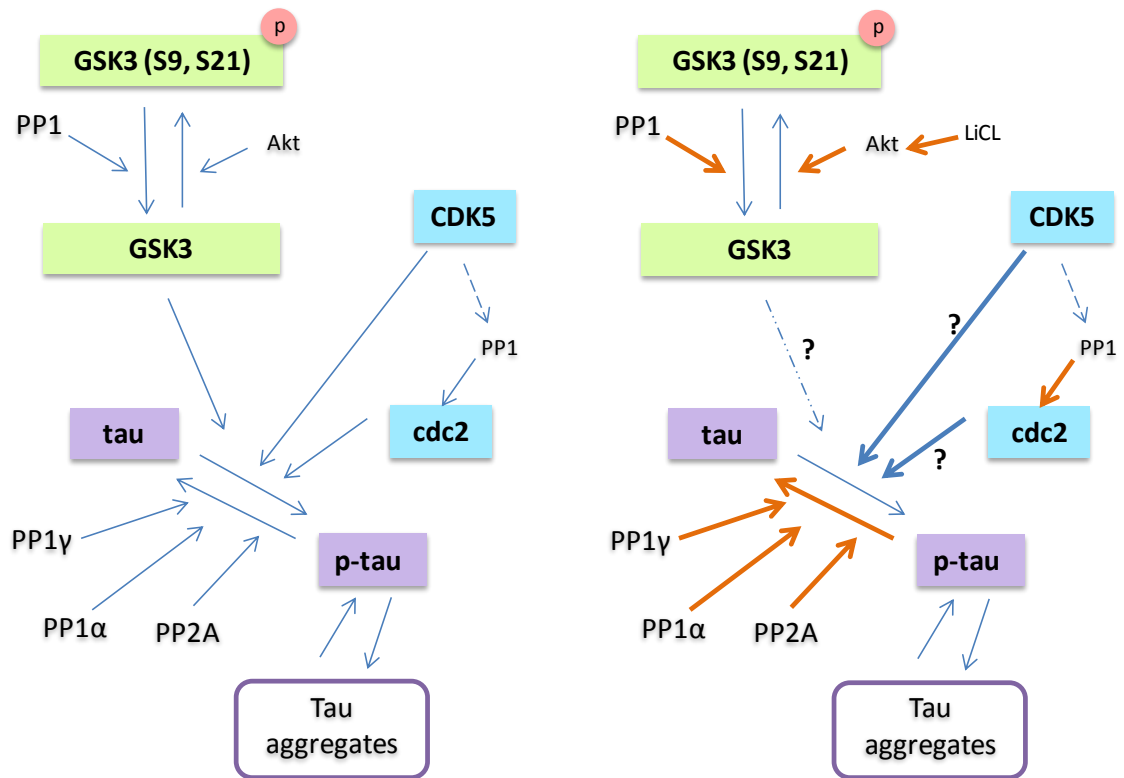 p
GSK3 (S9, S21)
PP1
Akt
GSK3
CDK5
PP1
tau
cdc2
PP1γ
p-tau
PP1α
PP2A
Tau
aggregates
p
GSK3 (S9, S21)
PP1
Akt
LiCL
CDK5
GSK3
?
?
PP1
tau
cdc2
?
PP1γ
p-tau
PP1α
PP2A
Tau
aggregates